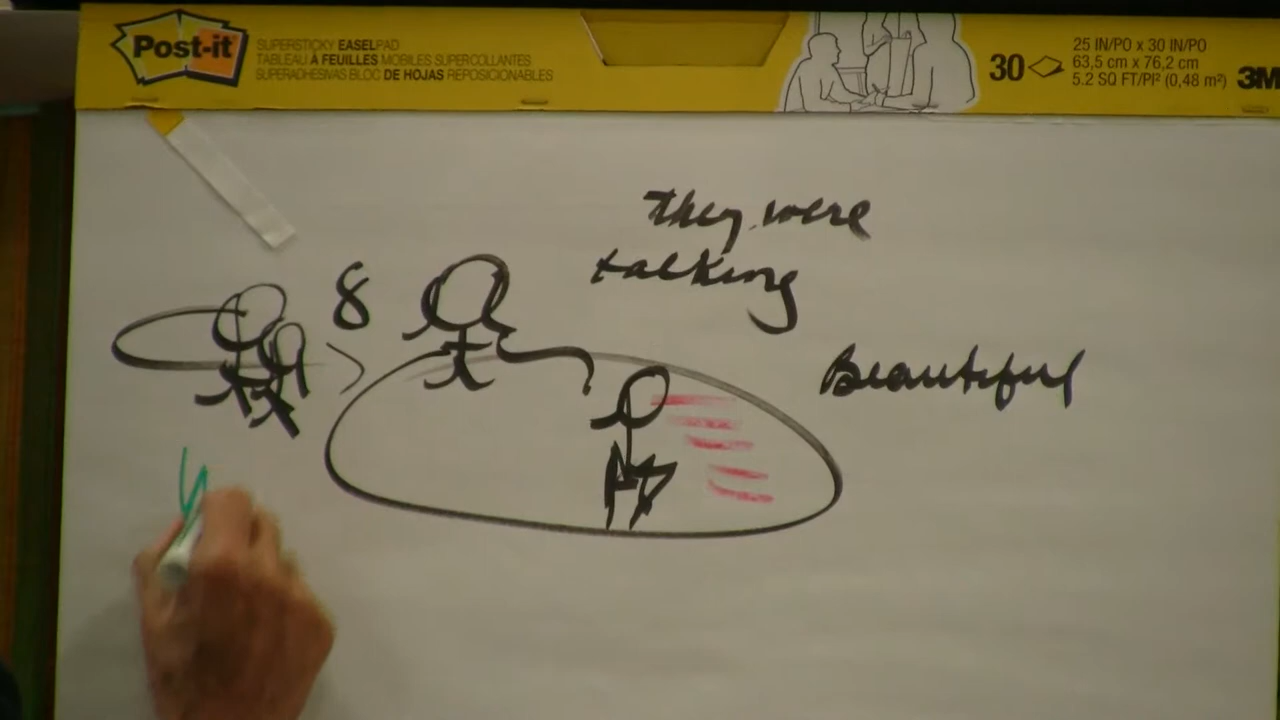 Post-it
SUPERSTICKY EASELPAD
TABLEAU À FEUILLES MOBILES SUPERCOLLANTES
SUPERADHESIVAS BLOC DE HOJAS REPOSICIONABLES
30
25 IN/PO x 30 IN/PO
63,5 cm x 76,2 cm
5.2 SQ FT/PI² (0,48 m²)
3M
they were
talking
8
Beautiful